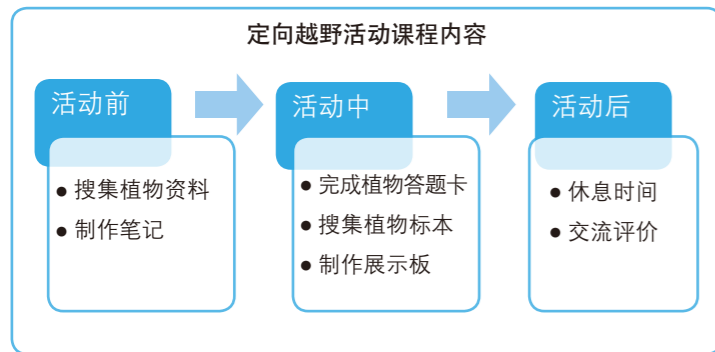 定向越野活动课程内容
活动前
● 搜集植物资料
● 制作笔记
活动中
● 完成植物答题卡
● 搜集植物标本
● 制作展示板
活动后
● 休息时间
● 交流评价